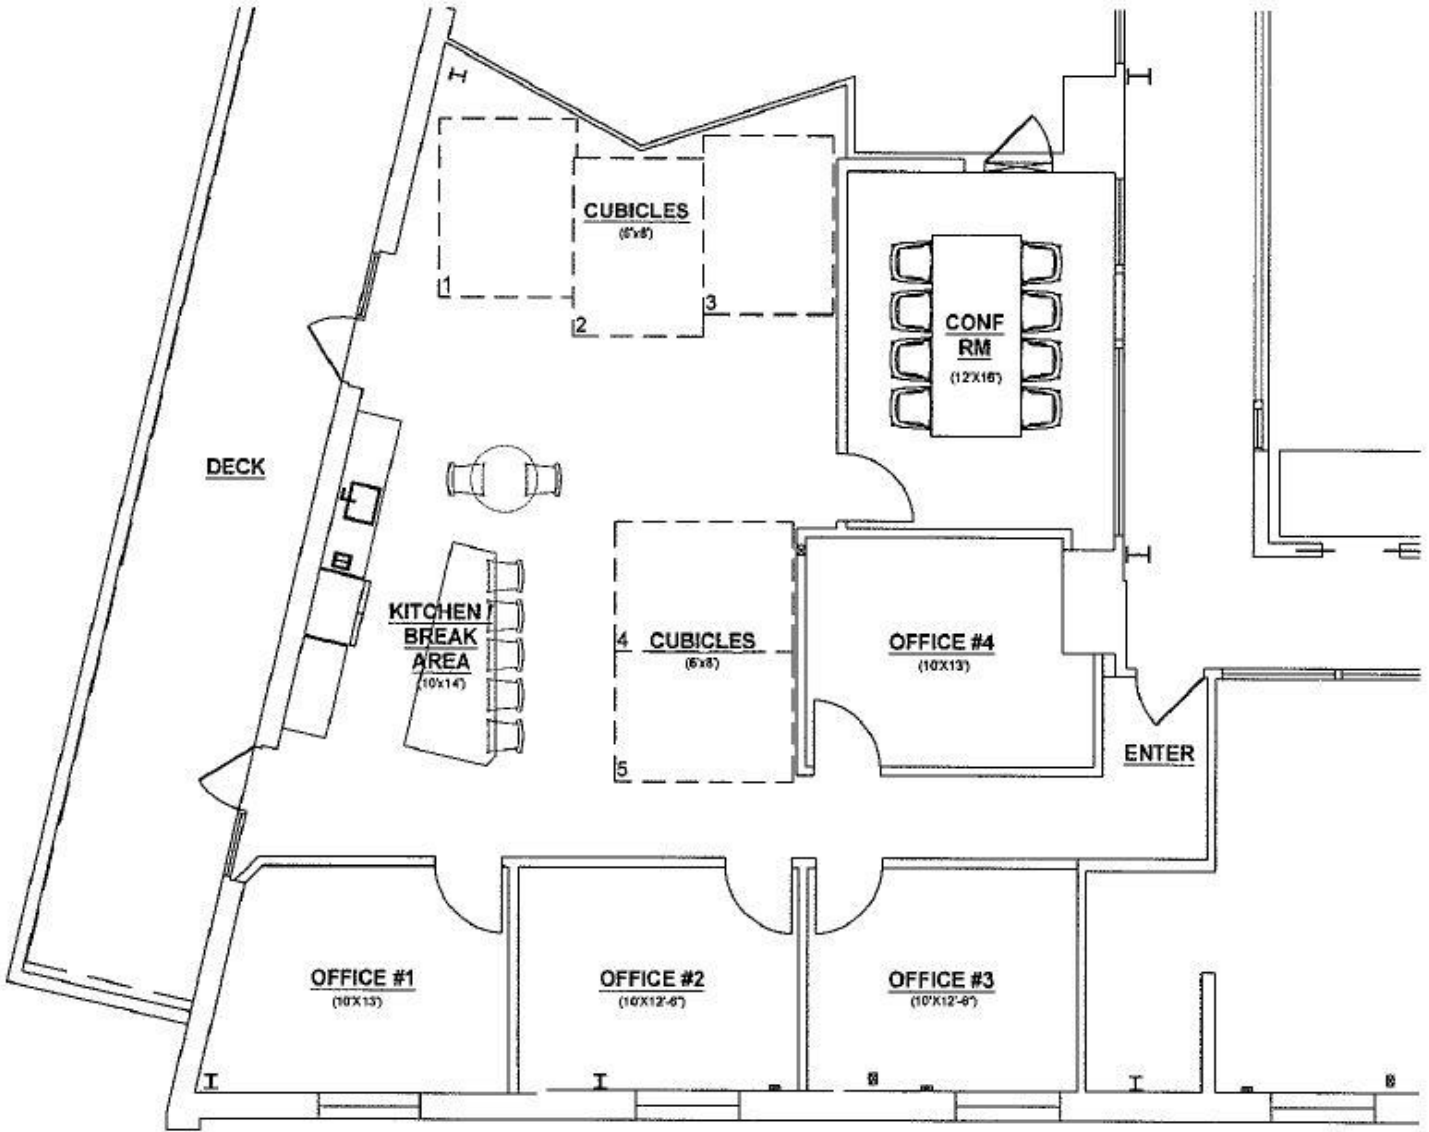 CUBICLES
(6'x8')
1
2
3
CONF
RM
(12'X16')
DECK
KITCHEN /
BREAK
AREA
(10'x14')
4
CUBICLES
(6'x8')
5
OFFICE #4
(10'X13')
ENTER
OFFICE #1
(10'X13')
OFFICE #2
(10'X12'-6")
OFFICE #3
(10'X12'-6")